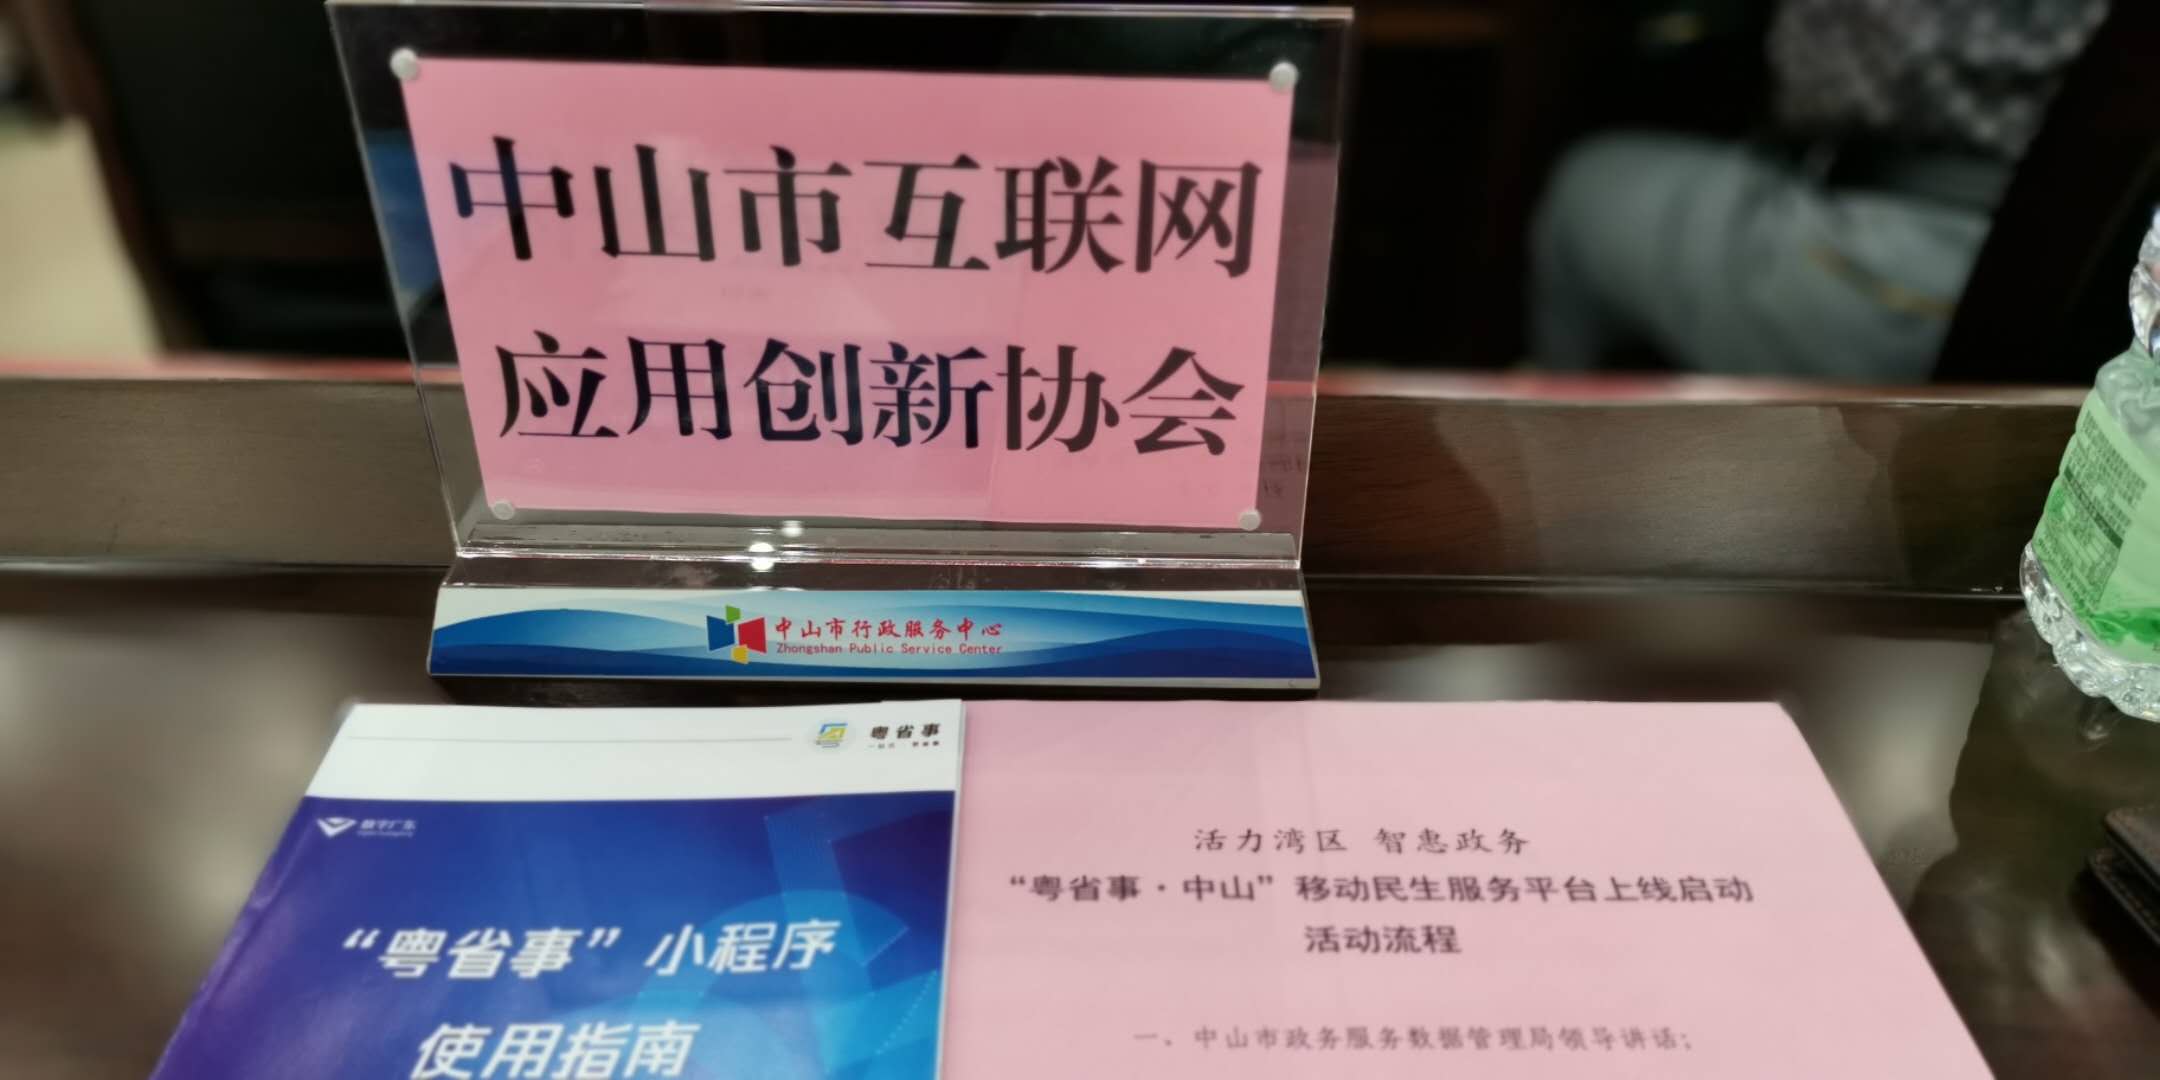 中山市互联网
应用创新协会
中山市行政服务中心
Zhongshan Public Service Center
粤省事
数字广东
“粤省事”小程序
使用指南
活力湾区 智惠政务
“粤省事·中山”移动民生服务平台上线启动
活动流程
一、中山市政务服务数据管理局领导讲话;